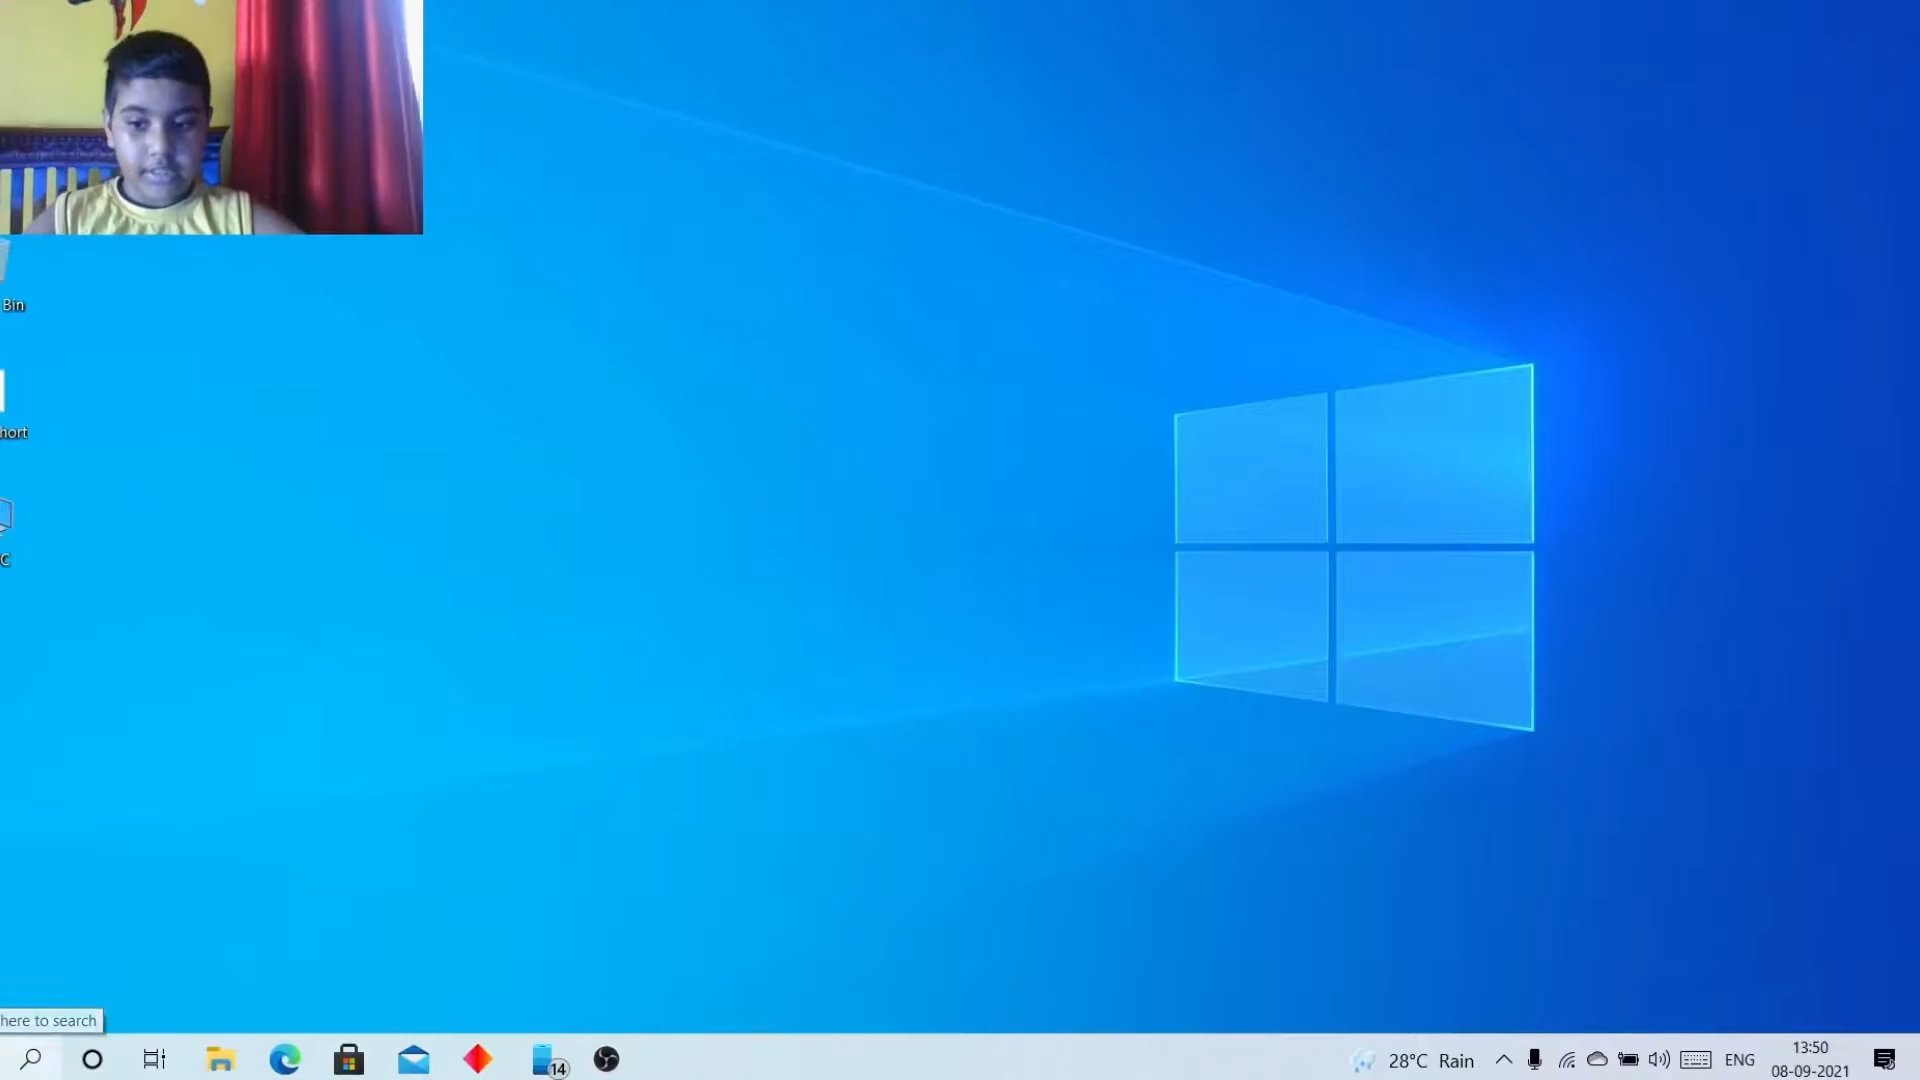 Bin
hort
C
here to search
14
28°C Rain
ENG
13:50
08-09-2021